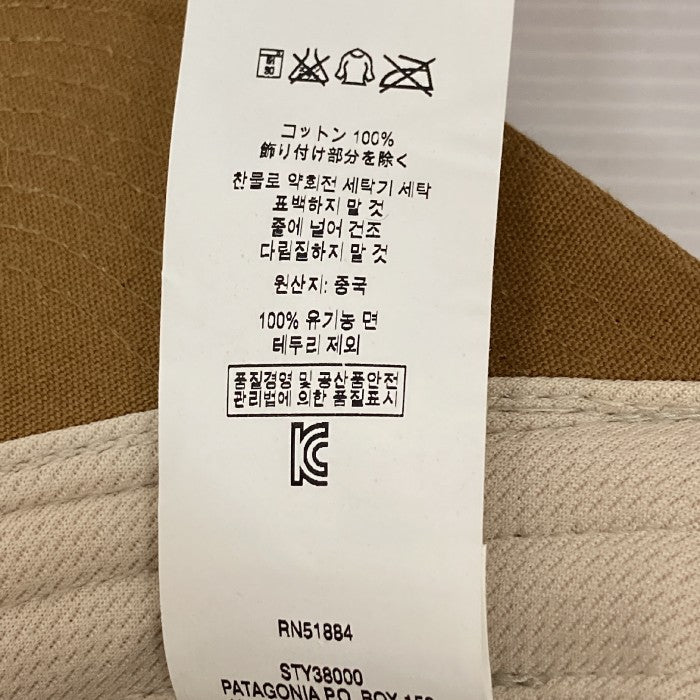 コットン 100%
飾り付け部分を除く
찬물로 약회전 세탁기 세탁
표백하지 말 것
줄에 널어 건조
다림질하지 말 것
원산지: 중국
100% 유기농 면
테두리 제외
품질경영 및 공산품안전
관리법에 의한 품질표시
RN51884
STY38000
PATAGONIA P.O. BOX 150